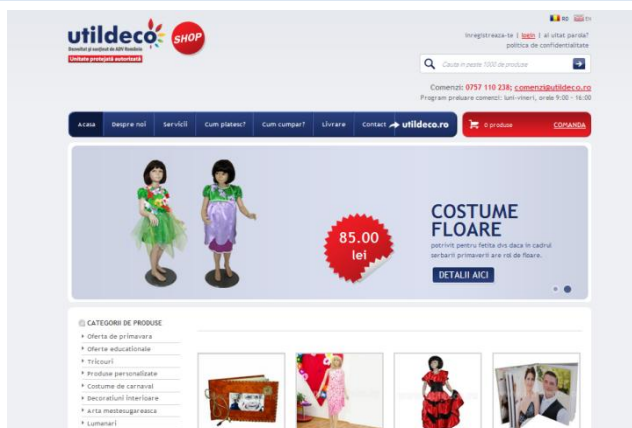 RO EN
utildeco SHOP
Dezvoltat și susținut de ADV România
Unitate protejată autorizată
Inregistreaza-te | login | ai uitat parola?
politica de confidentialitate
Cauta in peste 1000 de produse
Comenzi: 0757 110 238; comenzi@utildeco.ro
Program preluare comenzi: luni-vineri, orele 9:00 - 16:00
Acasa Despre noi Servicii Cum platesc? Cum cumpar? Livrare Contact utildeco.ro 0 produse COMANDA
COSTUME
FLOARE
85.00
lei
potrivit pentru fetita dvs daca in cadrul
serbarii primaverii are rol de floare.
DETALII AICI
CATEGORII DE PRODUSE
Oferta de primavara
Oferte educationale
Tricouri
Produse personalizate
Costume de carnaval
Decoratiuni interioare
Arta mestesugareasca
Lumanari